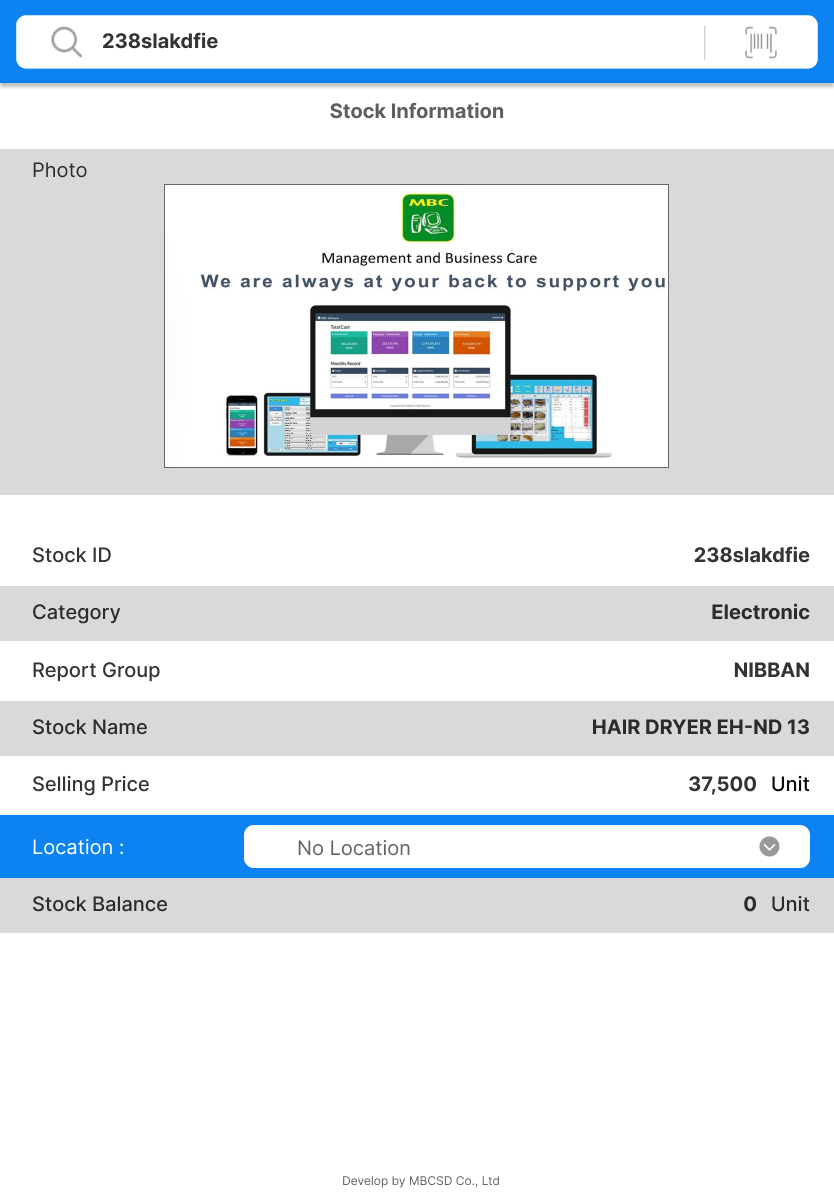 238slakdfie
Stock Information
Photo
MBC
Management and Business Care
We are always at your back to support you
Total Cash
Monthly Record
Stock ID 238slakdfie
Category Electronic
Report Group NIBBAN
Stock Name HAIR DRYER EH-ND 13
Selling Price 37,500 Unit
Location : No Location
Stock Balance 0 Unit
Develop by MBCSD Co., Ltd